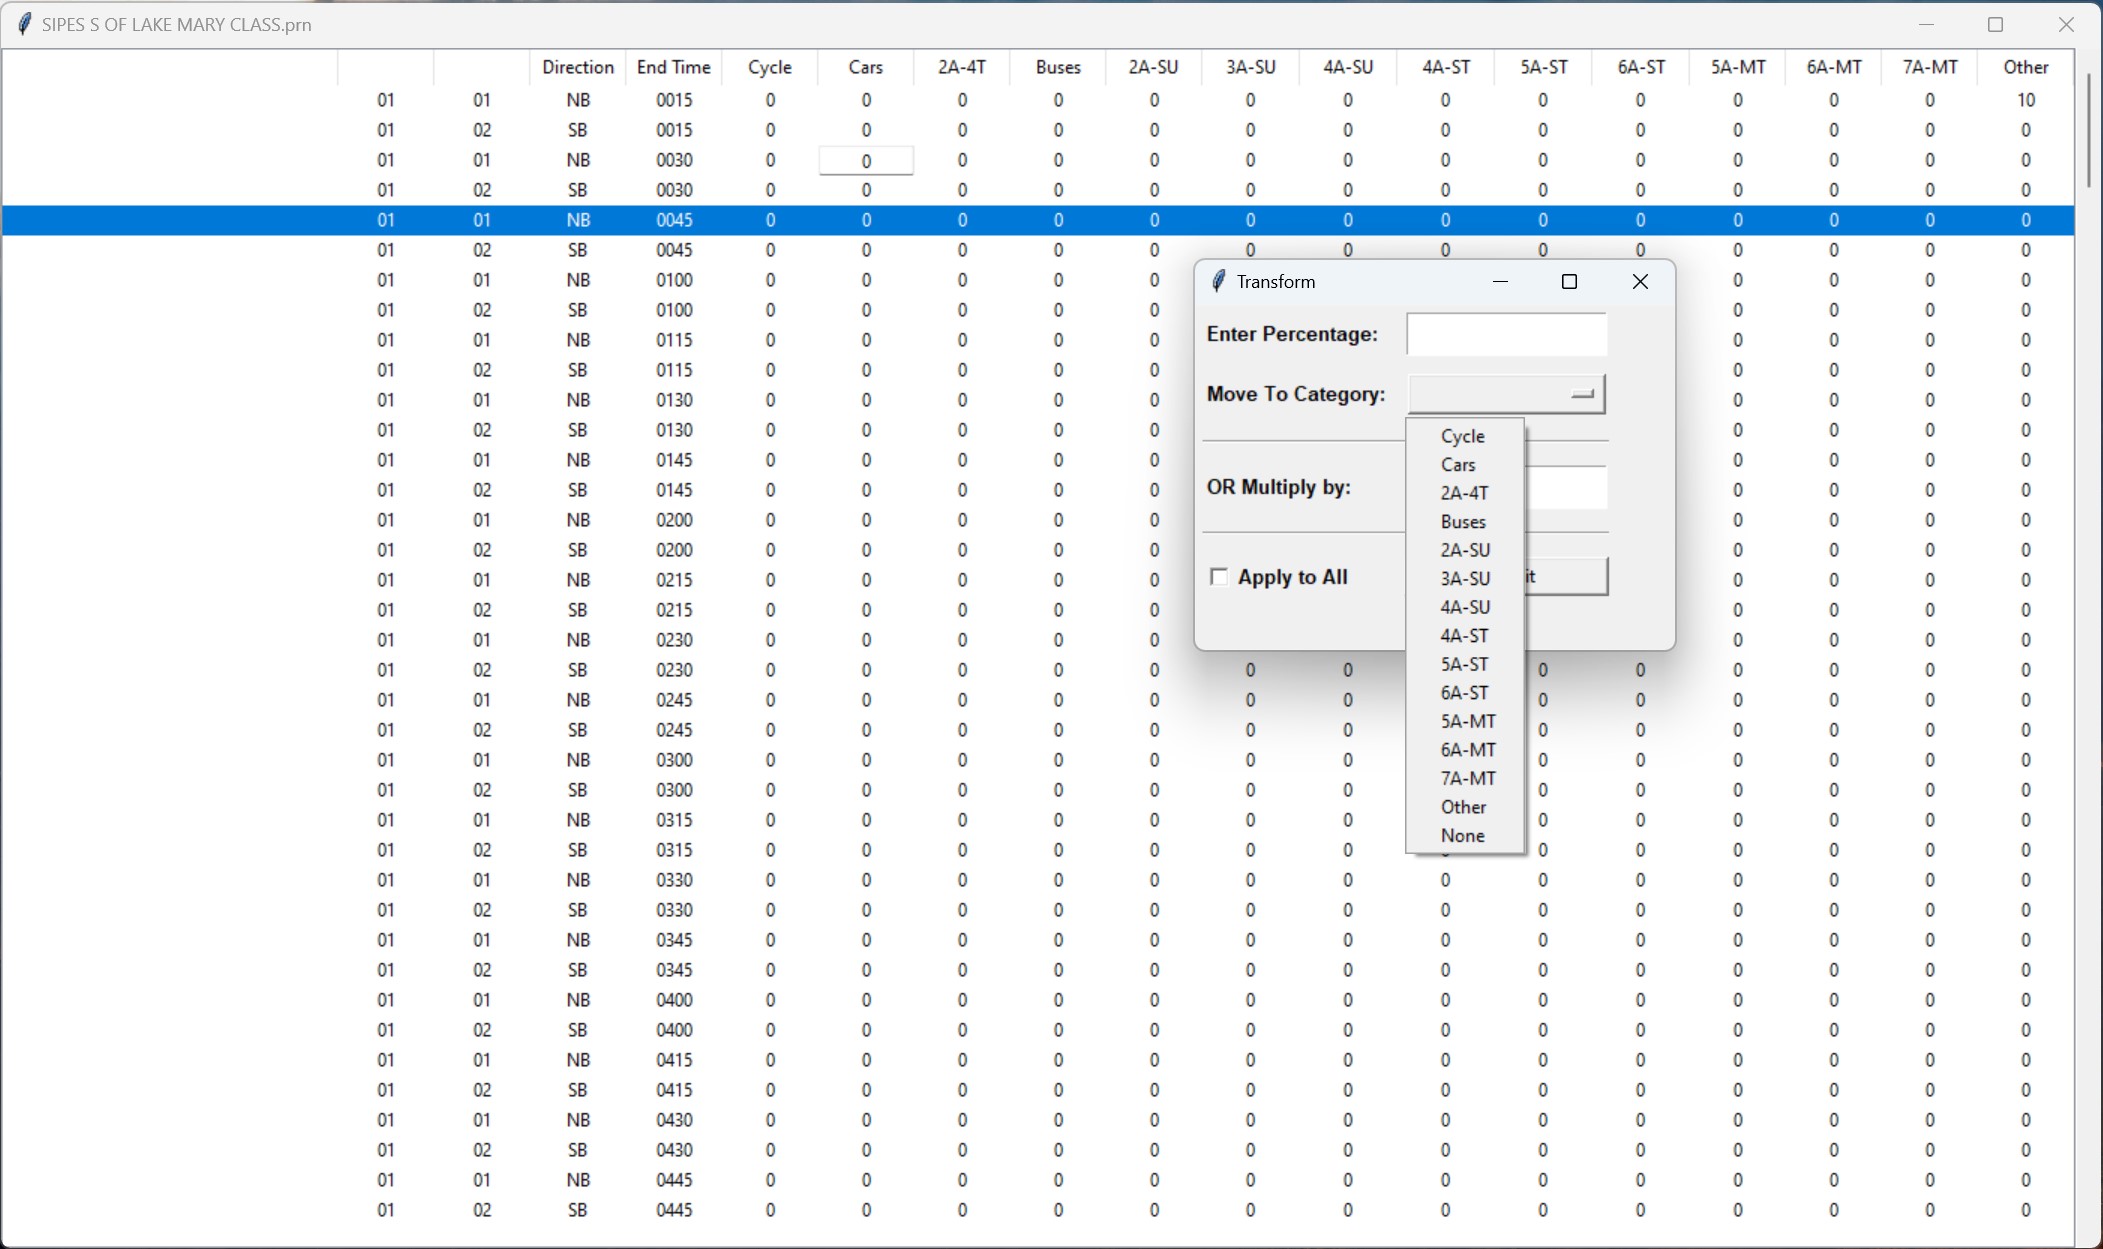 SIPES S OF LAKE MARY CLASS.prn
Direction End Time Cycle Cars 2A-4T Buses 2A-SU 3A-SU 4A-SU 4A-ST 5A-ST 6A-ST 5A-MT 6A-MT 7A-MT Other
01 01 NB 0015 0 0 0 0 0 0 0 0 0 0 0 0 0 10
01 02 SB 0015 0 0 0 0 0 0 0 0 0 0 0 0 0 0
01 01 NB 0030 0 0 0 0 0 0 0 0 0 0 0 0 0 0
01 02 SB 0030 0 0 0 0 0 0 0 0 0 0 0 0 0 0
01 01 NB 0045 0 0 0 0 0 0 0 0 0 0 0 0 0 0
01 02 SB 0045 0 0 0 0 0 0 0 0 0 0 0 0 0 0
01 01 NB 0100 0 0 0 0 0 0 0 0 0
01 02 SB 0100 0 0 0 0 0 0 0 0 0
01 01 NB 0115 0 0 0 0 0 0 0 0 0
01 02 SB 0115 0 0 0 0 0 0 0 0 0
01 01 NB 0130 0 0 0 0 0 0 0 0 0
01 02 SB 0130 0 0 0 0 0 0 0 0 0
01 01 NB 0145 0 0 0 0 0 0 0 0 0
01 02 SB 0145 0 0 0 0 0 0 0 0 0
01 01 NB 0200 0 0 0 0 0 0 0 0 0
01 02 SB 0200 0 0 0 0 0 0 0 0 0
01 01 NB 0215 0 0 0 0 0 0 0 0 0
01 02 SB 0215 0 0 0 0 0 0 0 0 0
01 01 NB 0230 0 0 0 0 0 0 0 0 0
01 02 SB 0230 0 0 0 0 0 0 0 0 0 0 0 0 0
01 01 NB 0245 0 0 0 0 0 0 0 0 0 0 0 0 0
01 02 SB 0245 0 0 0 0 0 0 0 0 0 0 0 0 0
01 01 NB 0300 0 0 0 0 0 0 0 0 0 0 0 0 0
01 02 SB 0300 0 0 0 0 0 0 0 0 0 0 0 0 0
01 01 NB 0315 0 0 0 0 0 0 0 0 0 0 0 0 0
01 02 SB 0315 0 0 0 0 0 0 0 0 0 0 0 0 0
01 01 NB 0330 0 0 0 0 0 0 0 0 0 0 0 0 0 0
01 02 SB 0330 0 0 0 0 0 0 0 0 0 0 0 0 0 0
01 01 NB 0345 0 0 0 0 0 0 0 0 0 0 0 0 0 0
01 02 SB 0345 0 0 0 0 0 0 0 0 0 0 0 0 0 0
01 01 NB 0400 0 0 0 0 0 0 0 0 0 0 0 0 0 0
01 02 SB 0400 0 0 0 0 0 0 0 0 0 0 0 0 0 0
01 01 NB 0415 0 0 0 0 0 0 0 0 0 0 0 0 0 0
01 02 SB 0415 0 0 0 0 0 0 0 0 0 0 0 0 0 0
01 01 NB 0430 0 0 0 0 0 0 0 0 0 0 0 0 0 0
01 02 SB 0430 0 0 0 0 0 0 0 0 0 0 0 0 0 0
01 01 NB 0445 0 0 0 0 0 0 0 0 0 0 0 0 0 0
01 02 SB 0445 0 0 0 0 0 0 0 0 0 0 0 0 0 0
Transform
Enter Percentage:
Move To Category:
OR Multiply by:
Apply to All
it
Cycle
Cars
2A-4T
Buses
2A-SU
3A-SU
4A-SU
4A-ST
5A-ST
6A-ST
5A-MT
6A-MT
7A-MT
Other
None